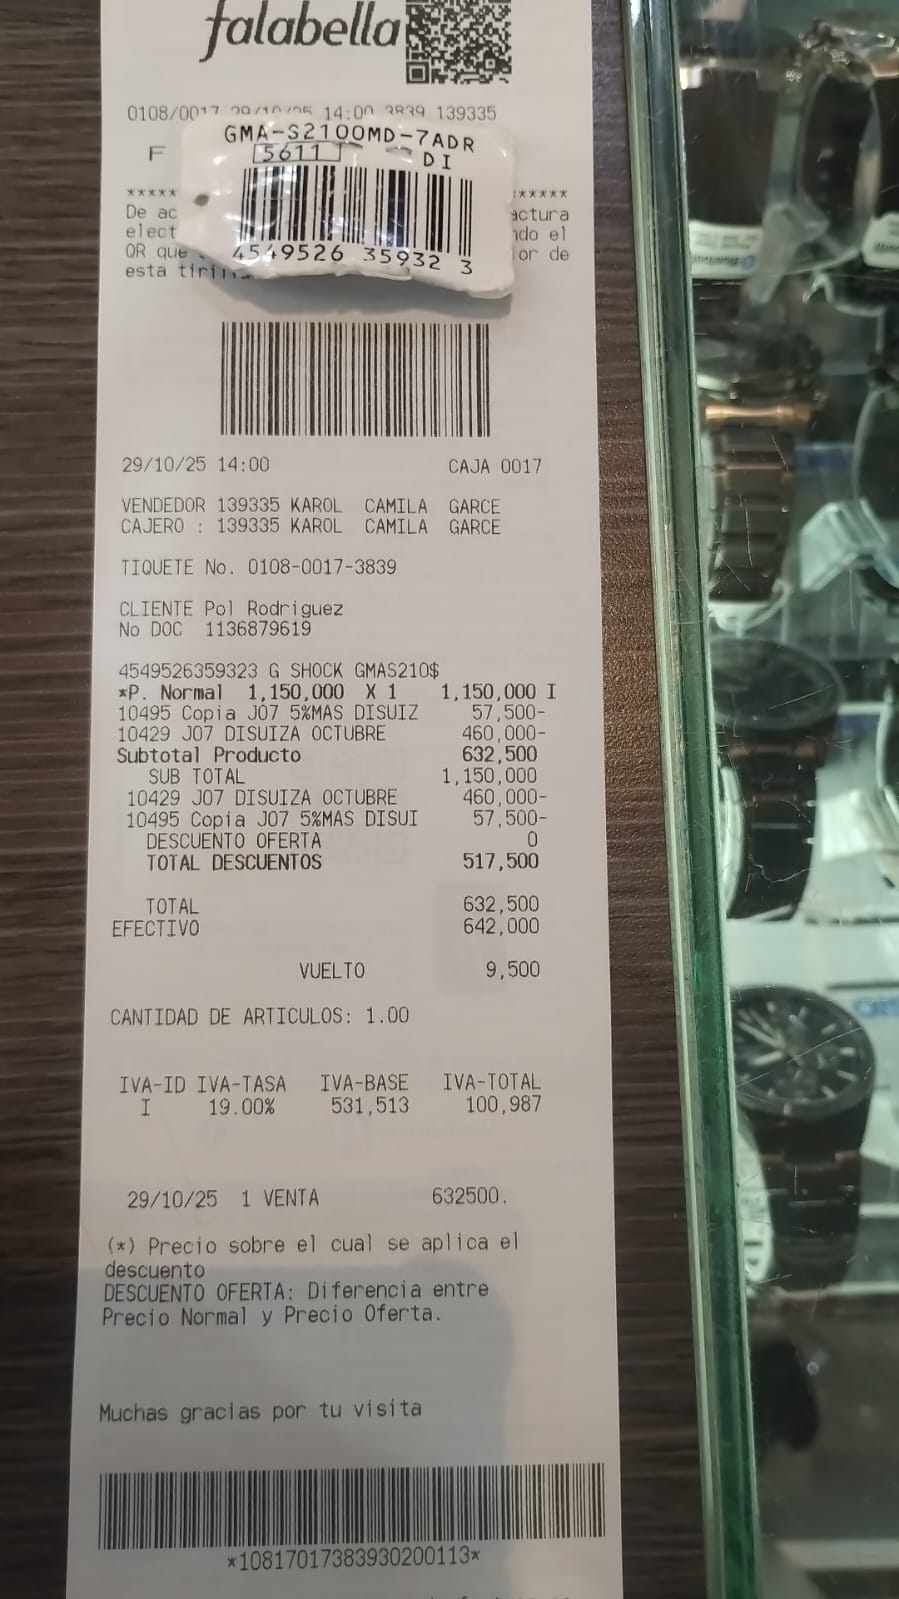 falabella
0108/0017 29/10/25 14:00 3839 139335
GMA-S2100MD-7ADR
5611 DI
F
4549526 35932 3
***** *****
De ac actura
elect ndo el
QR que or de
esta tirilla.
29/10/25 14:00 CAJA 0017
VENDEDOR 139335 KAROL CAMILA GARCE
CAJERO : 139335 KAROL CAMILA GARCE
TIQUETE No. 0108-0017-3839
CLIENTE Pol Rodriguez
No DOC 1136879619
4549526359323 G SHOCK GMAS210$
*P. Normal 1,150,000 X 1 1,150,000 I
10495 Copia J07 5%MAS DISUIZ 57,500-
10429 J07 DISUIZA OCTUBRE 460,000-
Subtotal Producto 632,500
SUB TOTAL 1,150,000
10429 J07 DISUIZA OCTUBRE 460,000-
10495 Copia J07 5%MAS DISUI 57,500-
DESCUENTO OFERTA 0
TOTAL DESCUENTOS 517,500
TOTAL 632,500
EFECTIVO 642,000
VUELTO 9,500
CANTIDAD DE ARTICULOS: 1.00
IVA-ID IVA-TASA IVA-BASE IVA-TOTAL
I 19.00% 531,513 100,987
29/10/25 1 VENTA 632500.
(*) Precio sobre el cual se aplica el
descuento
DESCUENTO OFERTA: Diferencia entre
Precio Normal y Precio Oferta.
Muchas gracias por tu visita
*10817017383930200113*